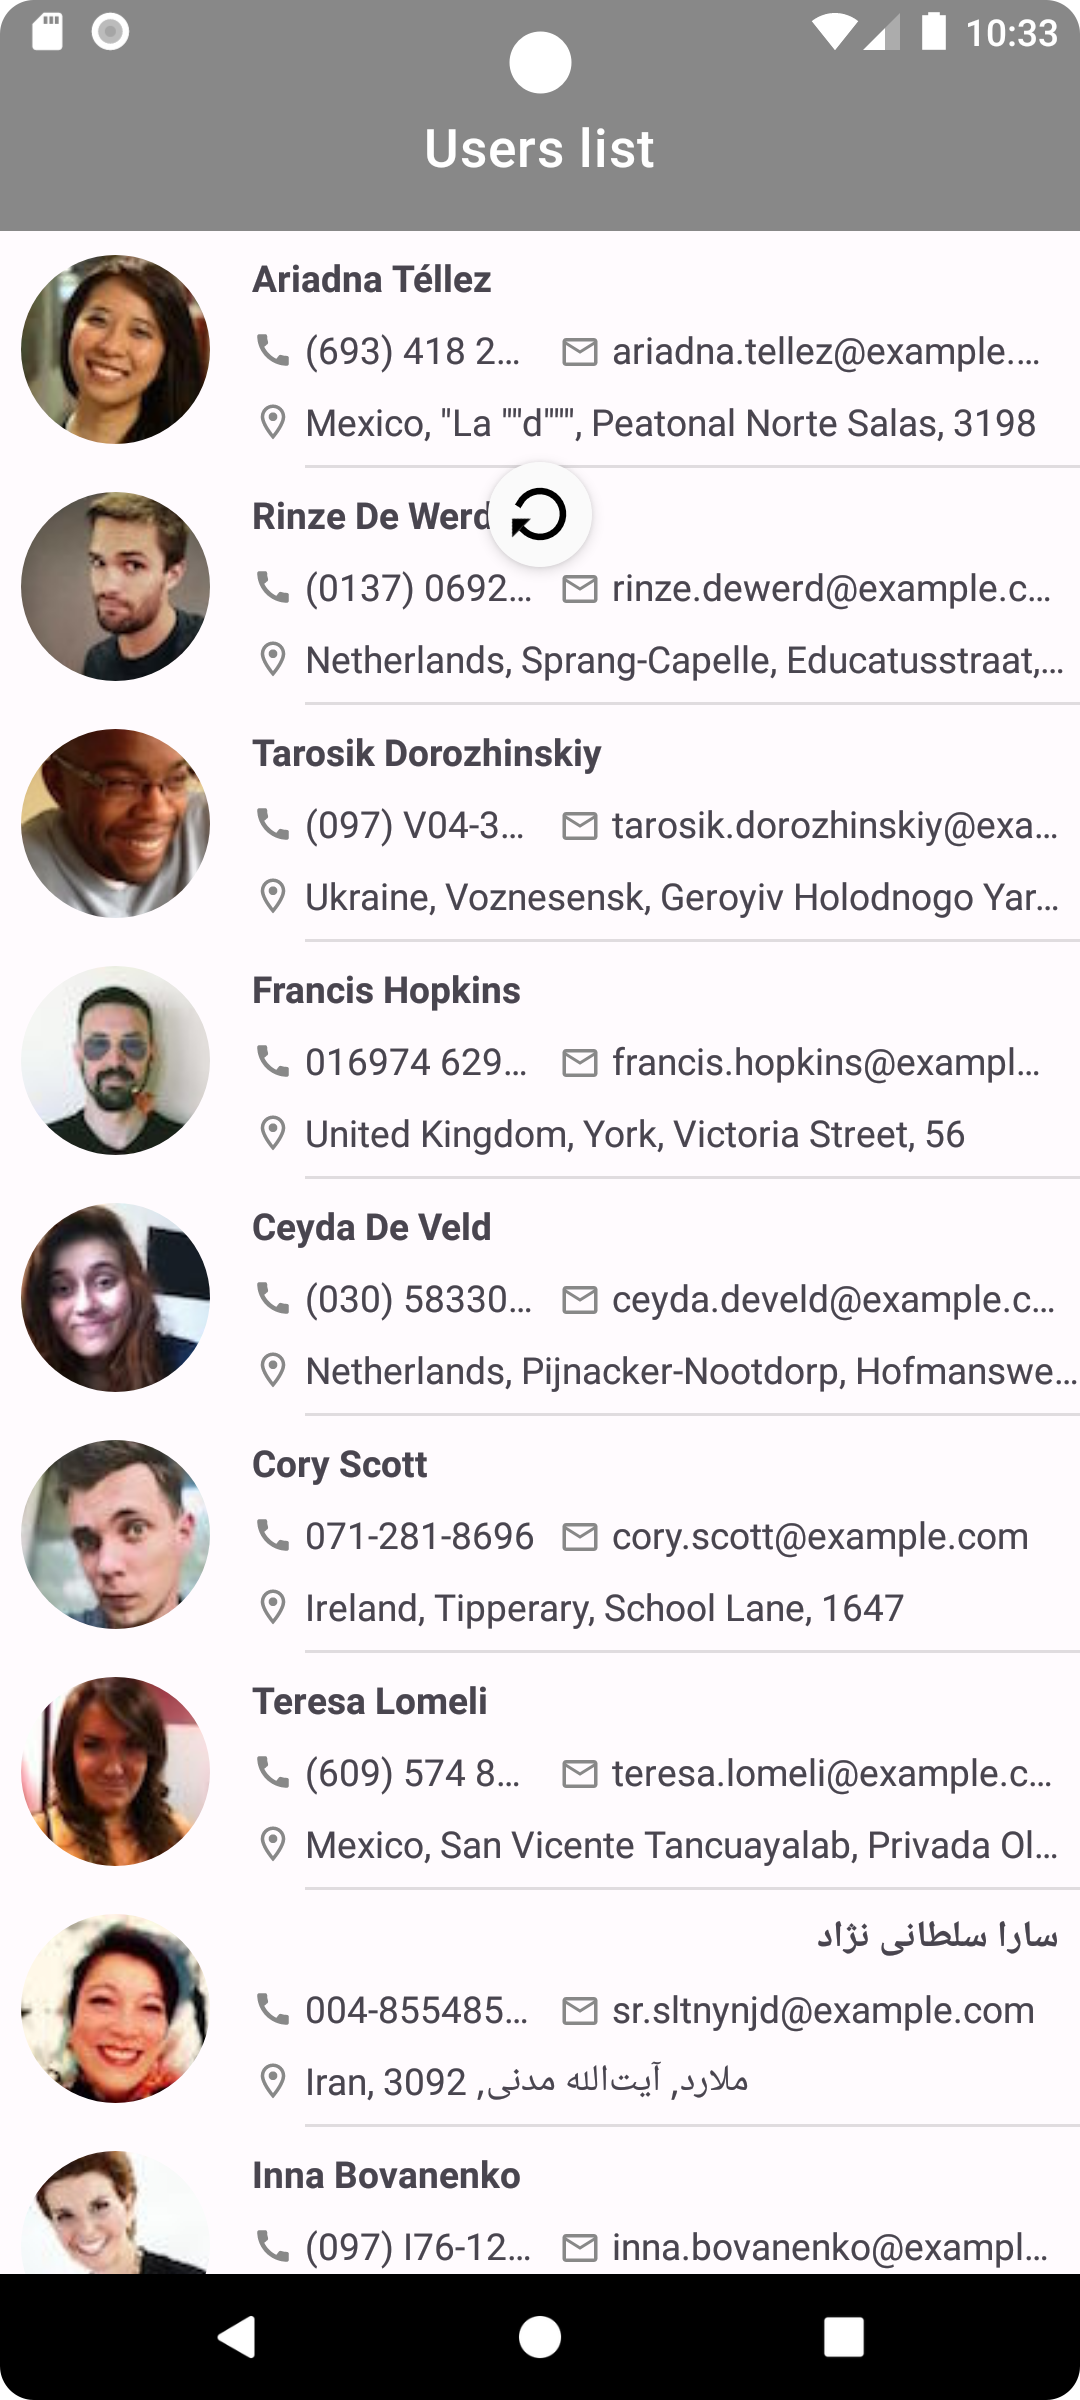 10:33
Users list
Ariadna Téllez
(693) 418 2... ariadna.tellez@example....
Mexico, "La ""d""", Peatonal Norte Salas, 3198
Rinze De Werd
(0137) 0692... rinze.dewerd@example.c...
Netherlands, Sprang-Capelle, Educatusstraat,...
Tarosik Dorozhinskiy
(097) V04-3... tarosik.dorozhinskiy@exa...
Ukraine, Voznesensk, Geroyiv Holodnogo Yar...
Francis Hopkins
016974 629... francis.hopkins@exampl...
United Kingdom, York, Victoria Street, 56
Ceyda De Veld
(030) 58330... ceyda.develd@example.c...
Netherlands, Pijnacker-Nootdorp, Hofmanswe...
Cory Scott
071-281-8696 cory.scott@example.com
Ireland, Tipperary, School Lane, 1647
Teresa Lomeli
(609) 574 8... teresa.lomeli@example.c...
Mexico, San Vicente Tancuayalab, Privada Ol...
سارا سلطانی نژاد
004-855485... sr.sltnynjd@example.com
Iran, ملارد, آیت‌الله مدنی, 3092
Inna Bovanenko
(097) I76-12... inna.bovanenko@exampl...